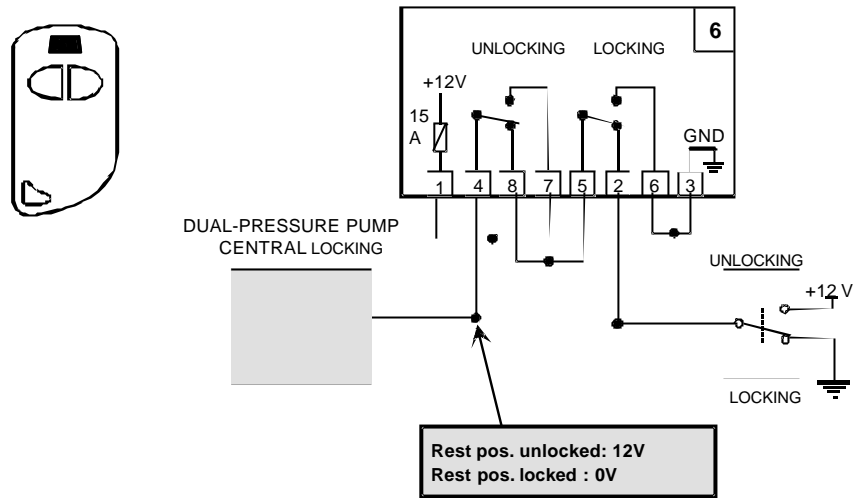 6
UNLOCKING LOCKING
+12V
15
A
GND
1 4 8 7 5 2 6 3
DUAL-PRESSURE PUMP
CENTRAL LOCKING
UNLOCKING
+12 V
LOCKING
Rest pos. unlocked: 12V
Rest pos. locked : 0V